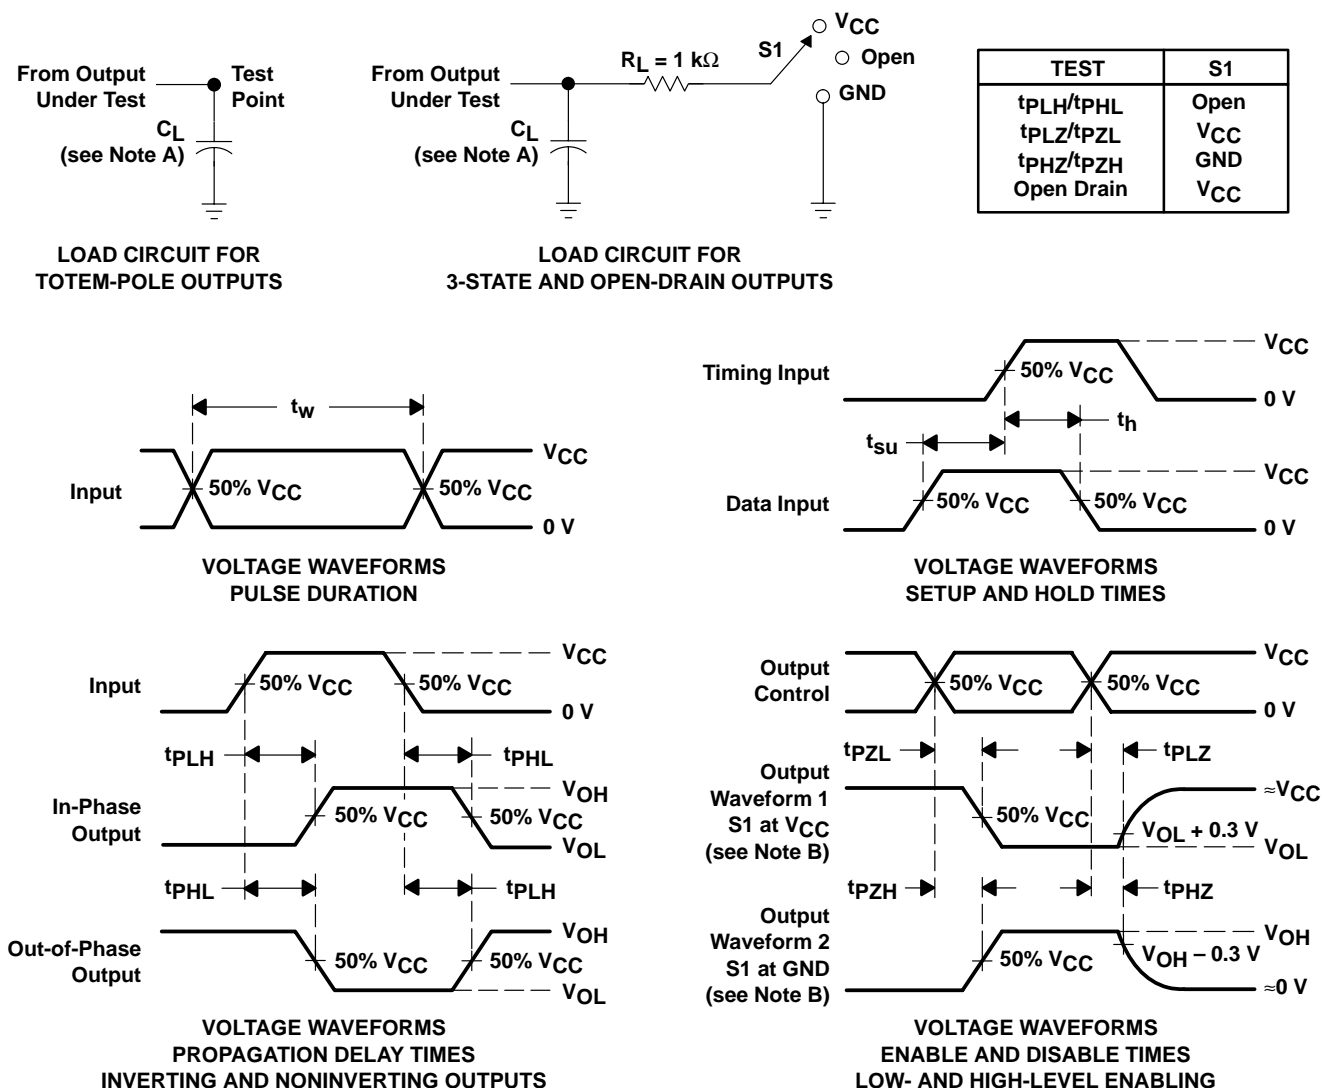 From Output
Under Test
Test
Point
CL
(see Note A)
LOAD CIRCUIT FOR
TOTEM-POLE OUTPUTS
From Output
Under Test
RL = 1 kΩ
S1
VCC
Open
GND
CL
(see Note A)
LOAD CIRCUIT FOR
3-STATE AND OPEN-DRAIN OUTPUTS
TEST S1
tPLH/tPHL Open
tPLZ/tPZL VCC
tPHZ/tPZH GND
Open Drain VCC
tw
Input
50% VCC
50% VCC
VCC
0 V
VOLTAGE WAVEFORMS
PULSE DURATION
Timing Input
50% VCC
VCC
0 V
tsu
th
Data Input
50% VCC
50% VCC
VCC
0 V
VOLTAGE WAVEFORMS
SETUP AND HOLD TIMES
Input
50% VCC
50% VCC
VCC
0 V
tPLH
tPHL
In-Phase
Output
50% VCC
50% VCC
VOH
VOL
tPHL
tPLH
Out-of-Phase
Output
50% VCC
50% VCC
VOH
VOL
VOLTAGE WAVEFORMS
PROPAGATION DELAY TIMES
INVERTING AND NONINVERTING OUTPUTS
Output
Control
50% VCC
50% VCC
VCC
0 V
tPZL
tPLZ
Output
Waveform 1
S1 at VCC
(see Note B)
50% VCC
≈VCC
VOL + 0.3 V
VOL
tPZH
tPHZ
Output
Waveform 2
S1 at GND
(see Note B)
50% VCC
VOH
VOH – 0.3 V
≈0 V
VOLTAGE WAVEFORMS
ENABLE AND DISABLE TIMES
LOW- AND HIGH-LEVEL ENABLING